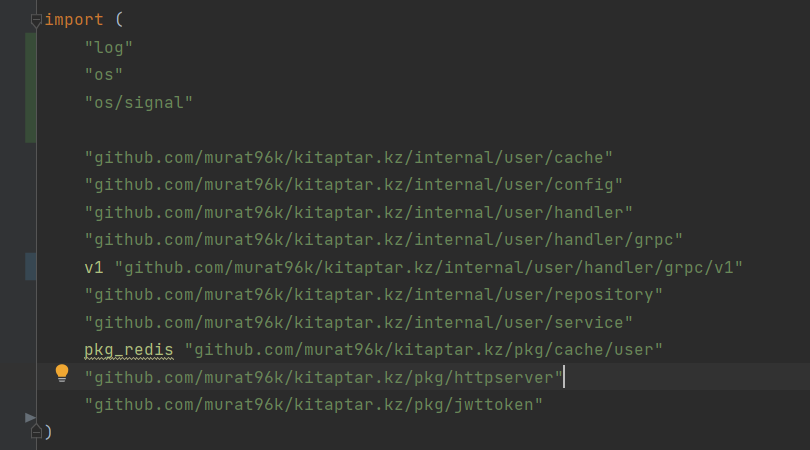 import (
"log"
"os"
"os/signal"
"github.com/murat96k/kitaptar.kz/internal/user/cache"
"github.com/murat96k/kitaptar.kz/internal/user/config"
"github.com/murat96k/kitaptar.kz/internal/user/handler"
"github.com/murat96k/kitaptar.kz/internal/user/handler/grpc"
v1 "github.com/murat96k/kitaptar.kz/internal/user/handler/grpc/v1"
"github.com/murat96k/kitaptar.kz/internal/user/repository"
"github.com/murat96k/kitaptar.kz/internal/user/service"
pkg_redis "github.com/murat96k/kitaptar.kz/pkg/cache/user"
"github.com/murat96k/kitaptar.kz/pkg/httpserver"
"github.com/murat96k/kitaptar.kz/pkg/jwttoken"
)